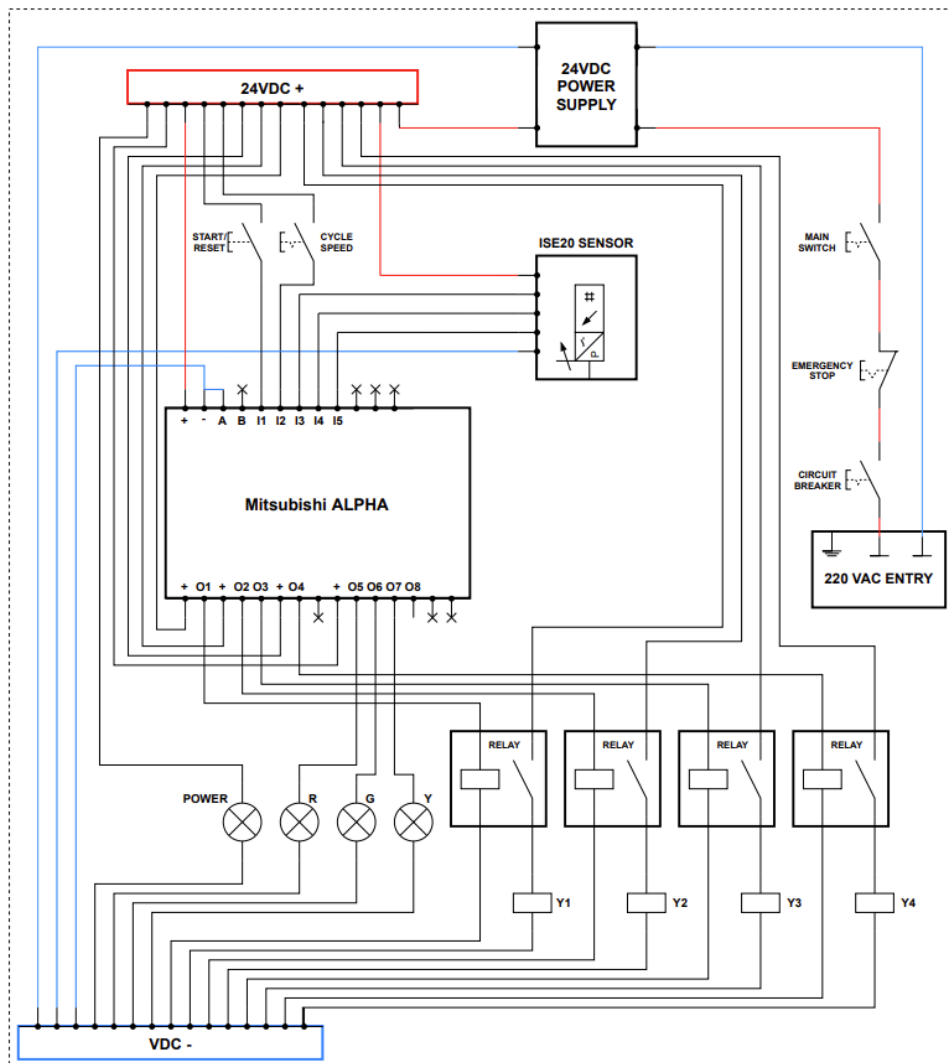 24VDC
POWER
SUPPLY
24VDC +
START/
RESET
CYCLE
SPEED
ISE20 SENSOR
MAIN
SWITCH
#
P
EMERGENCY
STOP
+ - A B I1 I2 I3 I4 I5
CIRCUIT
BREAKER
Mitsubishi ALPHA
220 VAC ENTRY
+ O1 + O2 O3 + O4 + O5 O6 O7 O8
RELAY
RELAY
RELAY
RELAY
POWER
R
G
Y
Y1
Y2
Y3
Y4
VDC -